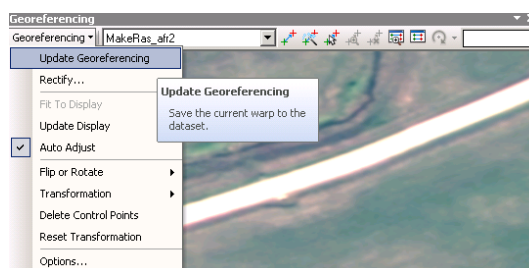 Georeferencing
Georeferencing MakeRas_afr2
Update Georeferencing
Rectify...
Fit To Display
Update Display
Auto Adjust
Flip or Rotate
Transformation
Delete Control Points
Reset Transformation
Options...
Update Georeferencing
Save the current warp to the
dataset.